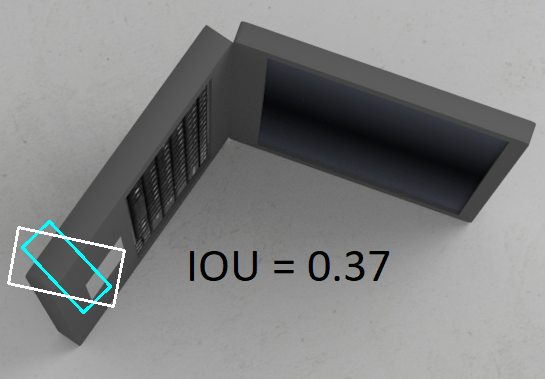 IOU = 0.37